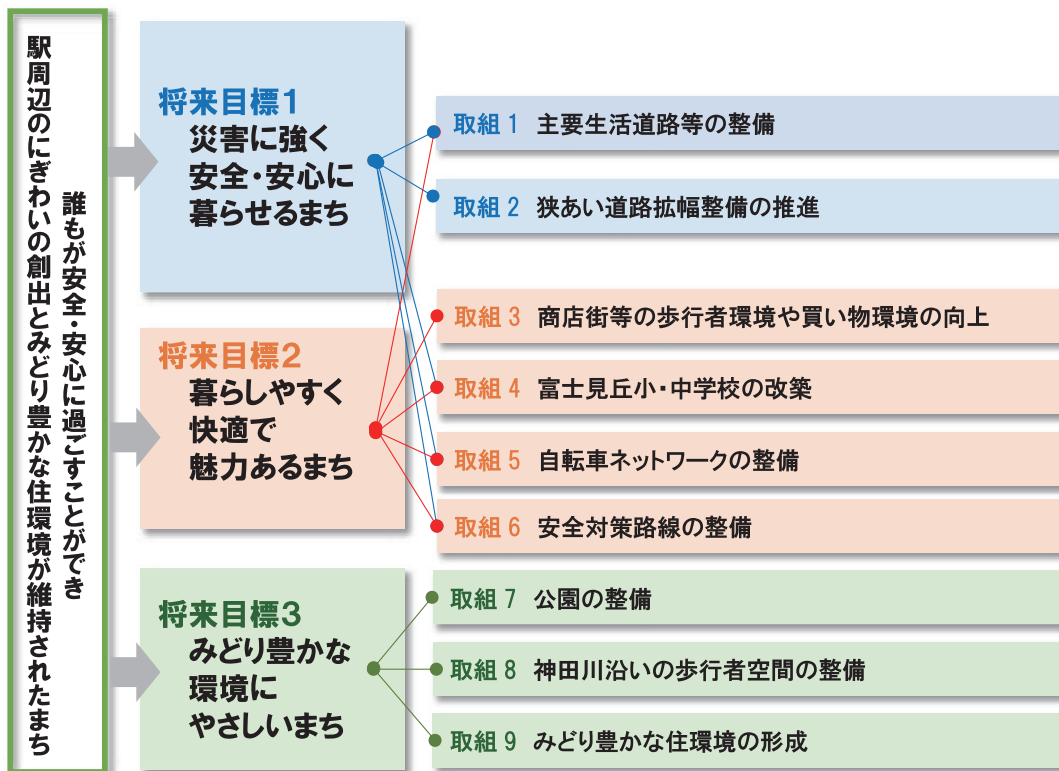 誰もが安全・安心に過ごすことができ
駅周辺のにぎわいの創出とみどり豊かな住環境が維持されたまち
将来目標1
災害に強く
安全・安心に
暮らせるまち
将来目標2
暮らしやすく
快適で
魅力あるまち
将来目標3
みどり豊かな
環境に
やさしいまち
取組1 主要生活道路等の整備
取組2 狭あい道路拡幅整備の推進
取組3 商店街等の歩行者環境や買い物環境の向上
取組4 富士見丘小・中学校の改築
取組5 自転車ネットワークの整備
取組6 安全対策路線の整備
取組7 公園の整備
取組8 神田川沿いの歩行者空間の整備
取組9 みどり豊かな住環境の形成